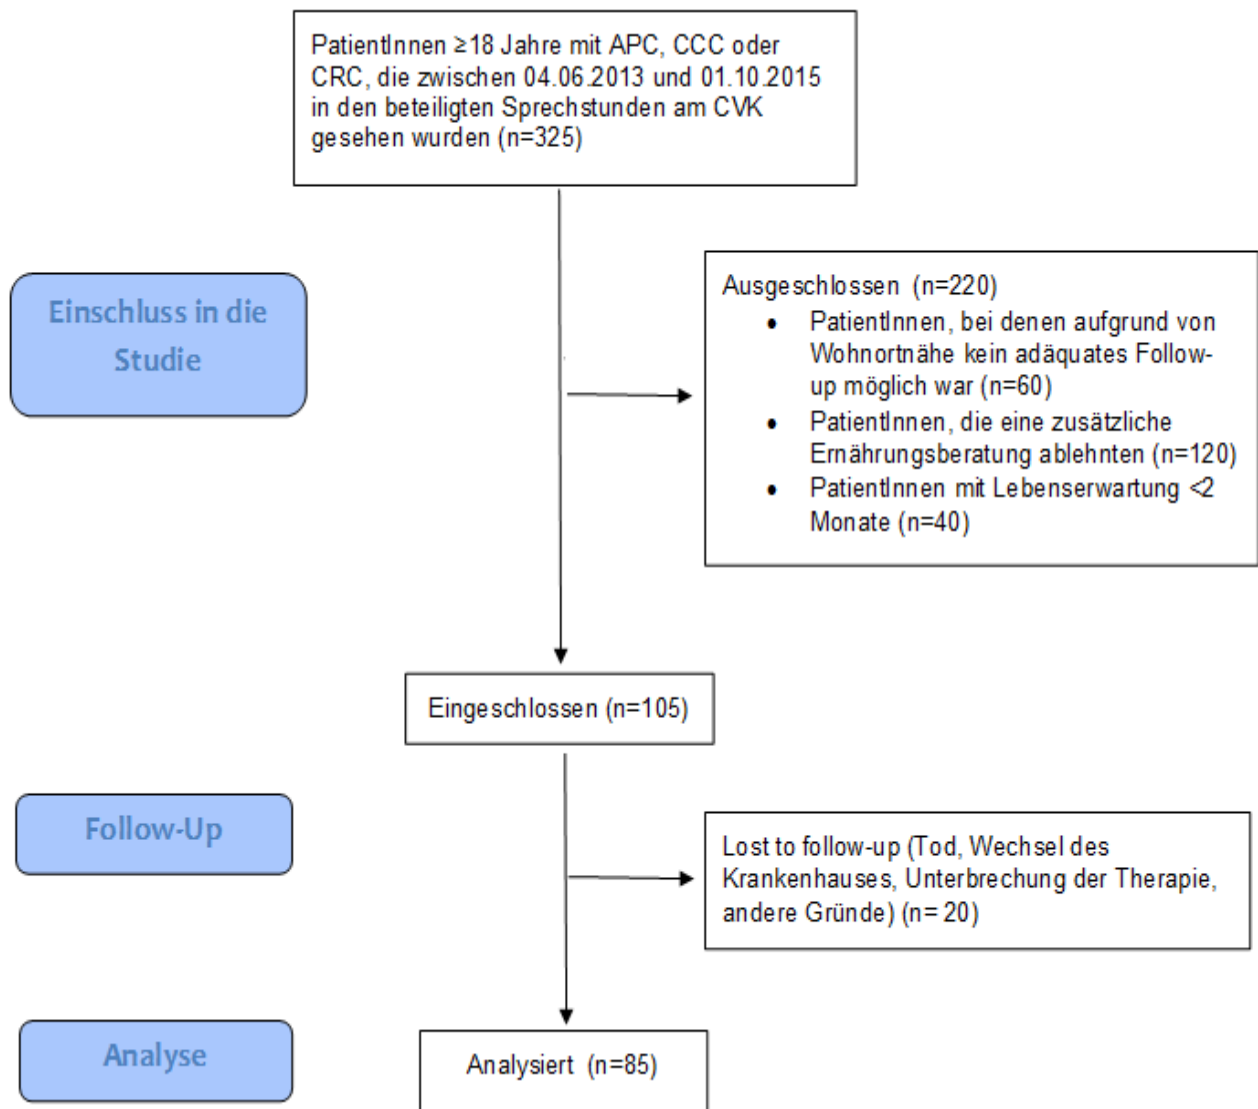 PatientInnen ≥18 Jahre mit APC, CCC oder
CRC, die zwischen 04.06.2013 und 01.10.2015
in den beteiligten Sprechstunden am CVK
gesehen wurden (n=325)
Einschluss in die
Studie
Ausgeschlossen (n=220)
• PatientInnen, bei denen aufgrund von
Wohnortnähe kein adäquates Follow-
up möglich war (n=60)
• PatientInnen, die eine zusätzliche
Ernährungsberatung ablehnten (n=120)
• PatientInnen mit Lebenserwartung <2
Monate (n=40)
Eingeschlossen (n=105)
Follow-Up
Lost to follow-up (Tod, Wechsel des
Krankenhauses, Unterbrechung der Therapie,
andere Gründe) (n= 20)
Analyse
Analysiert (n=85)